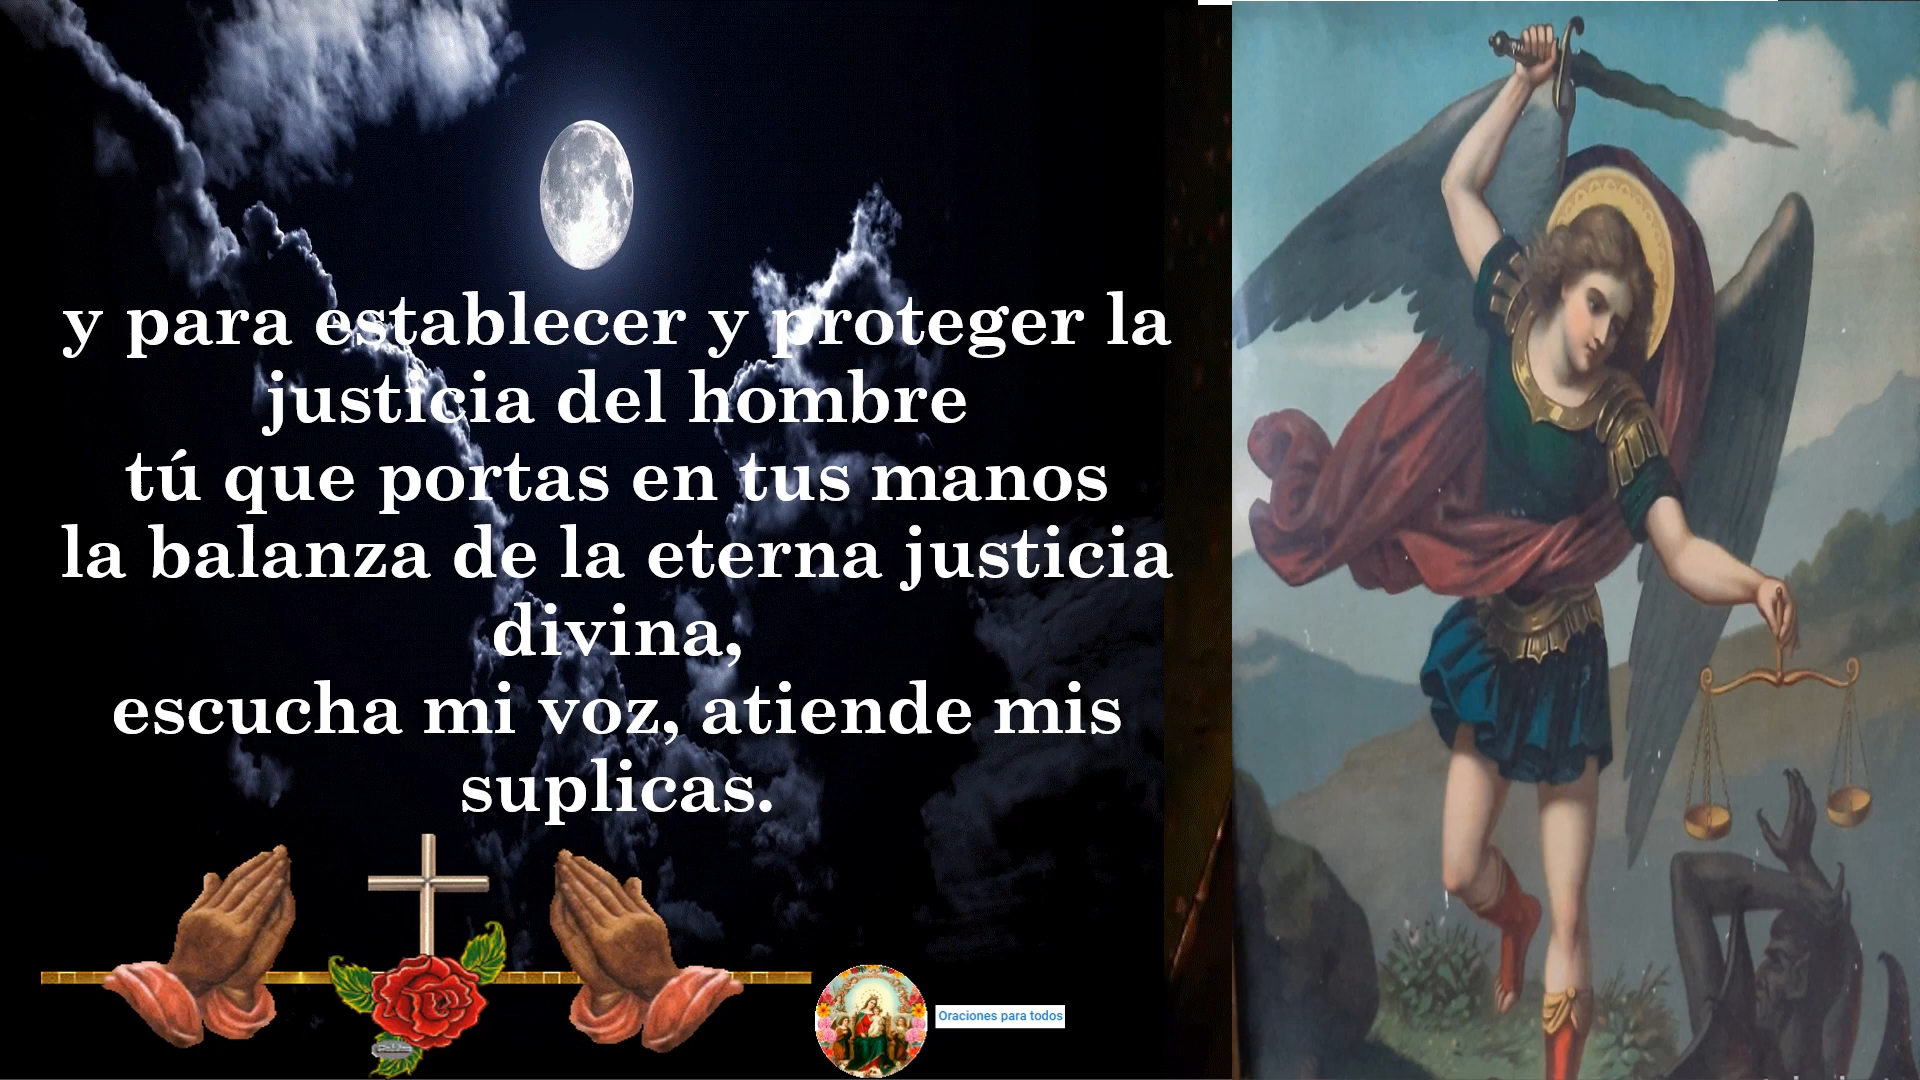 y para establecer y proteger la
justicia del hombre
tú que portas en tus manos
la balanza de la eterna justicia
divina,
escucha mi voz, atiende mis
suplicas.
Oraciones para todos